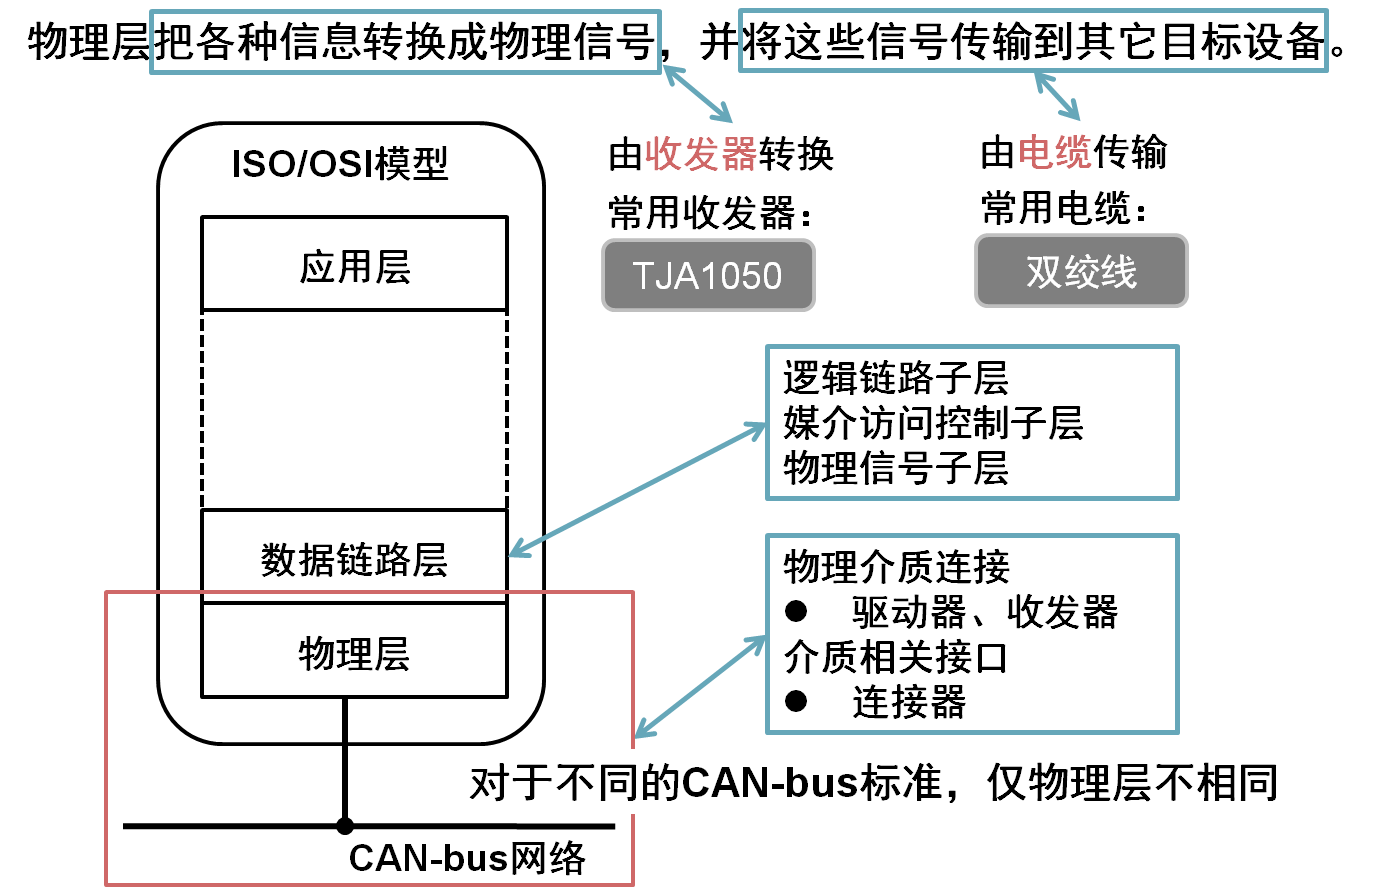 物理层把各种信息转换成物理信号，并将这些信号传输到其它目标设备。
由收发器转换
常用收发器：
TJA1050
由电缆传输
常用电缆：
双绞线
ISO/OSI模型
应用层
数据链路层
物理层
逻辑链路子层
媒介访问控制子层
物理信号子层
物理介质连接
● 驱动器、收发器
介质相关接口
● 连接器
对于不同的CAN-bus标准，仅物理层不相同
CAN-bus网络